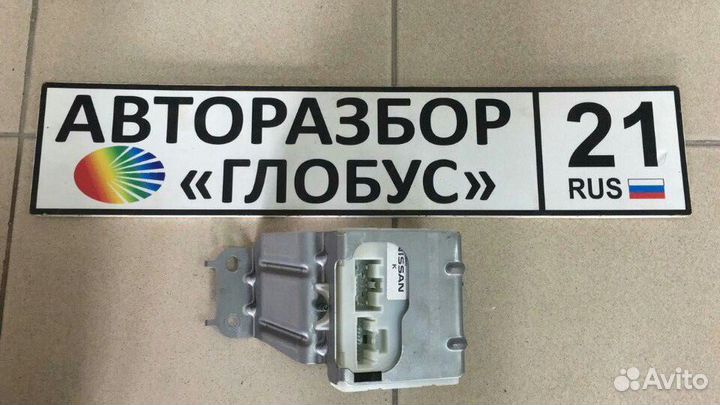 АВТОРАЗБОР
«ГЛОБУС»
21
RUS
NISSAN
K
Avito